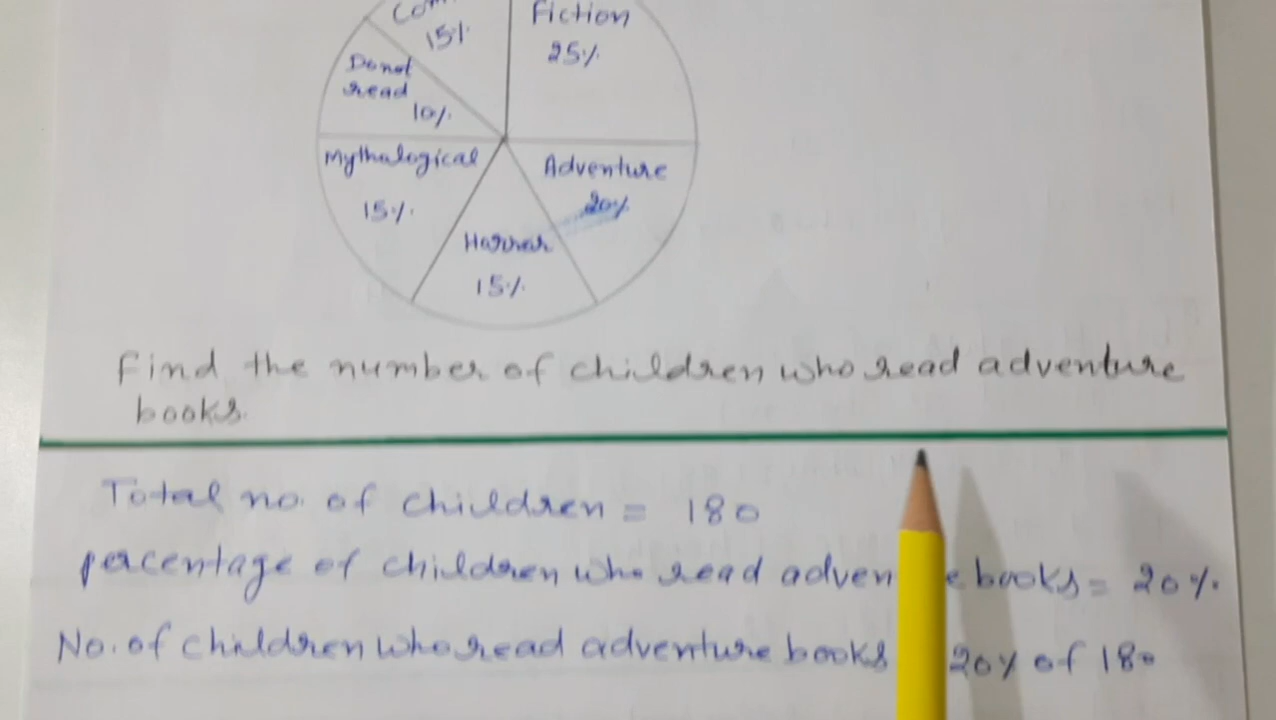 Fiction
15%
25%
Do not
read
10%
Mythalogical
15%
Adventure
20%
Horror
15%
Find the number of children who read adventure
books.
Total no. of children = 180
percentage of children who read adven e books = 20%.
No. of children who read adventure books 20% of 180